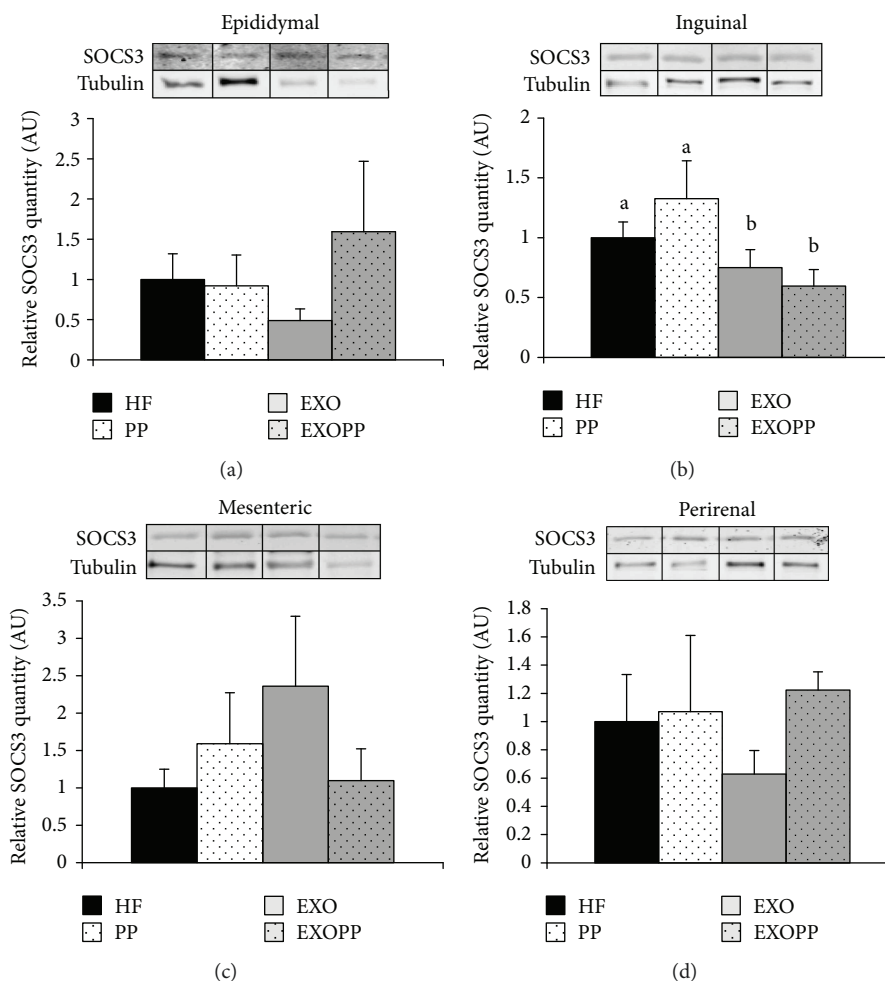 Epididymal
SOCS3
Tubulin
Relative SOCS3 quantity (AU)
3
2.5
2
1.5
1
0.5
0
HF
EXO
PP
EXOPP
(a)
Inguinal
SOCS3
Tubulin
Relative SOCS3 quantity (AU)
2
1.5
1
0.5
0
a
a
b
b
HF
EXO
PP
EXOPP
(b)
Mesenteric
SOCS3
Tubulin
Relative SOCS3 quantity (AU)
3.5
3
2.5
2
1.5
1
0.5
0
HF
EXO
PP
EXOPP
(c)
Perirenal
SOCS3
Tubulin
Relative SOCS3 quantity (AU)
1.8
1.6
1.4
1.2
1
0.8
0.6
0.4
0.2
0
HF
EXO
PP
EXOPP
(d)